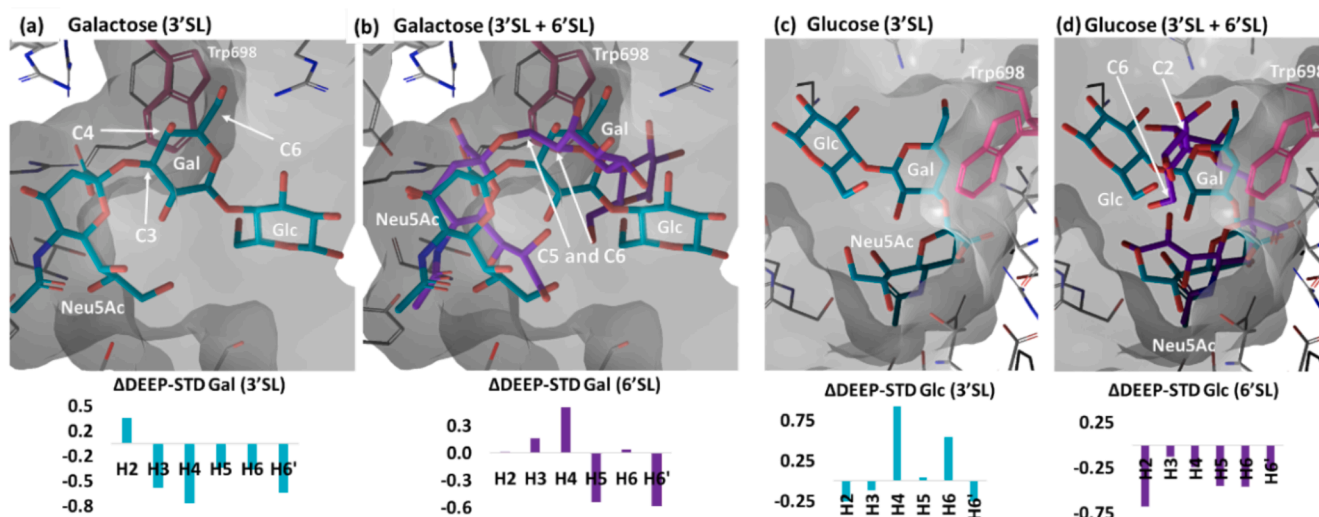 (a) Galactose (3’SL)
Trp698
C4
C6
Gal
C3
Glc
Neu5Ac
(b) Galactose (3’SL + 6’SL)
Trp698
Gal
Neu5Ac
Glc
C5 and C6
(c) Glucose (3’SL)
Trp698
Glc
Gal
Neu5Ac
(d) Glucose (3’SL + 6’SL)
C6 C2
Trp698
Gal
Glc
Neu5Ac
ΔDEEP-STD Gal (3’SL)
0.5
0.2
-0.2
-0.5
-0.8
H2 H3 H4 H5 H6 H6'
ΔDEEP-STD Gal (6’SL)
0.3
0.0
-0.3
-0.6
H2 H3 H4 H5 H6 H6'
ΔDEEP-STD Glc (3’SL)
0.75
0.25
-0.25
H2 H3 H4 H5 H6 H6'
ΔDEEP-STD Glc (6’SL)
0.25
-0.25
-0.75
H2 H3 H4 H5 H6 H6'